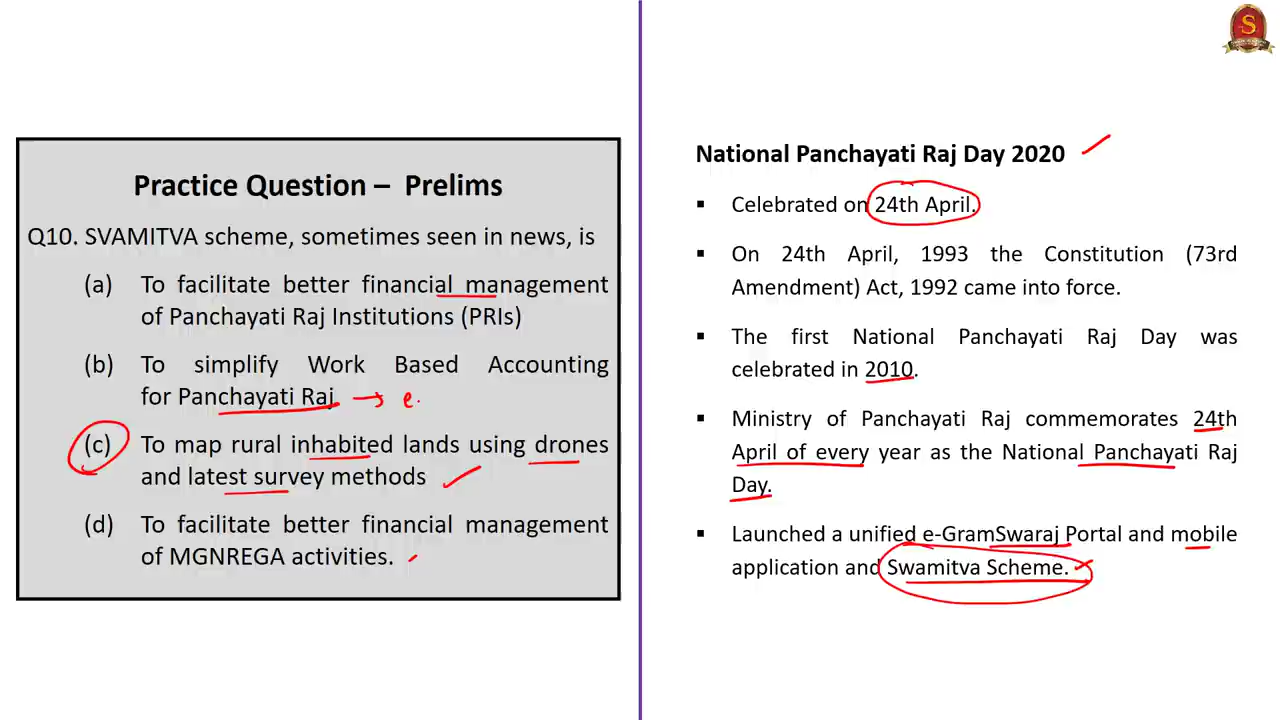 Practice Question – Prelims
Q10. SVAMITVA scheme, sometimes seen in news, is
(a) To facilitate better financial management
of Panchayati Raj Institutions (PRIs)
(b) To simplify Work Based Accounting
for Panchayati Raj → e.
(c) To map rural inhabited lands using drones
and latest survey methods
(d) To facilitate better financial management
of MGNREGA activities.
National Panchayati Raj Day 2020
▪ Celebrated on 24th April.
▪ On 24th April, 1993 the Constitution (73rd
Amendment) Act, 1992 came into force.
▪ The first National Panchayati Raj Day was
celebrated in 2010.
▪ Ministry of Panchayati Raj commemorates 24th
April of every year as the National Panchayati Raj
Day.
▪ Launched a unified e-GramSwaraj Portal and mobile
application and Swamitva Scheme.
S